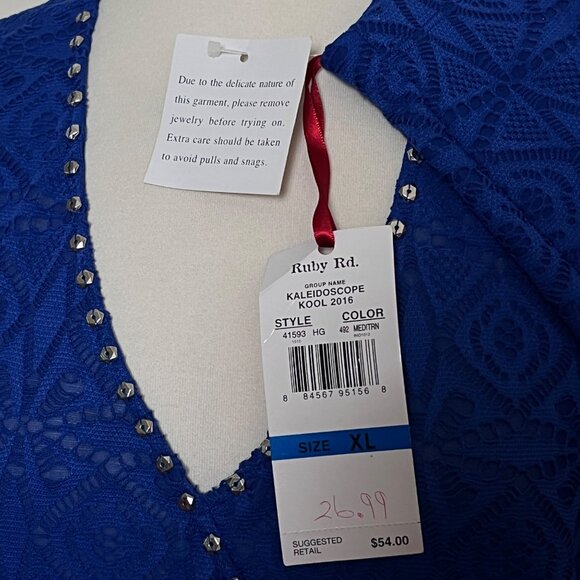 Due to the delicate nature of
this garment, please remove
jewelry before trying on.
Extra care should be taken
to avoid pulls and snags.
Ruby Rd.
GROUP NAME
KALEIDOSCOPE
KOOL 2016
STYLE COLOR
41593 HG 492 MEDITRN
8 84567 95156 8
SIZE XL
26.99
SUGGESTED
RETAIL $54.00